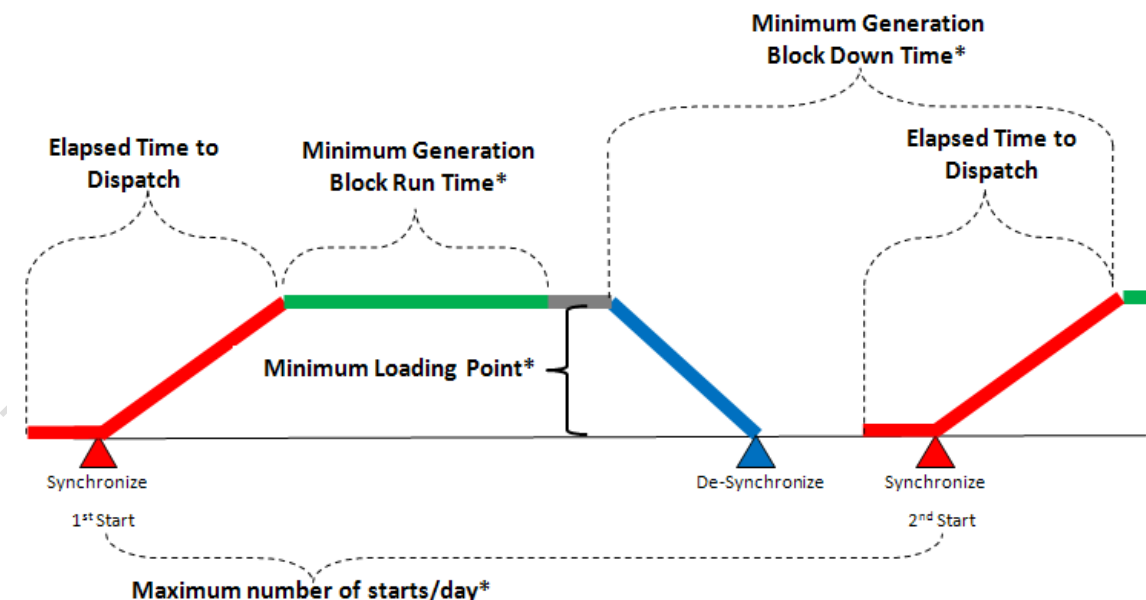 Minimum Generation
Block Down Time*
Elapsed Time to
Dispatch
Minimum Generation
Block Run Time*
Elapsed Time to
Dispatch
Minimum Loading Point*
Synchronize
1st Start
De-Synchronize
Synchronize
2nd Start
Maximum number of starts/day*